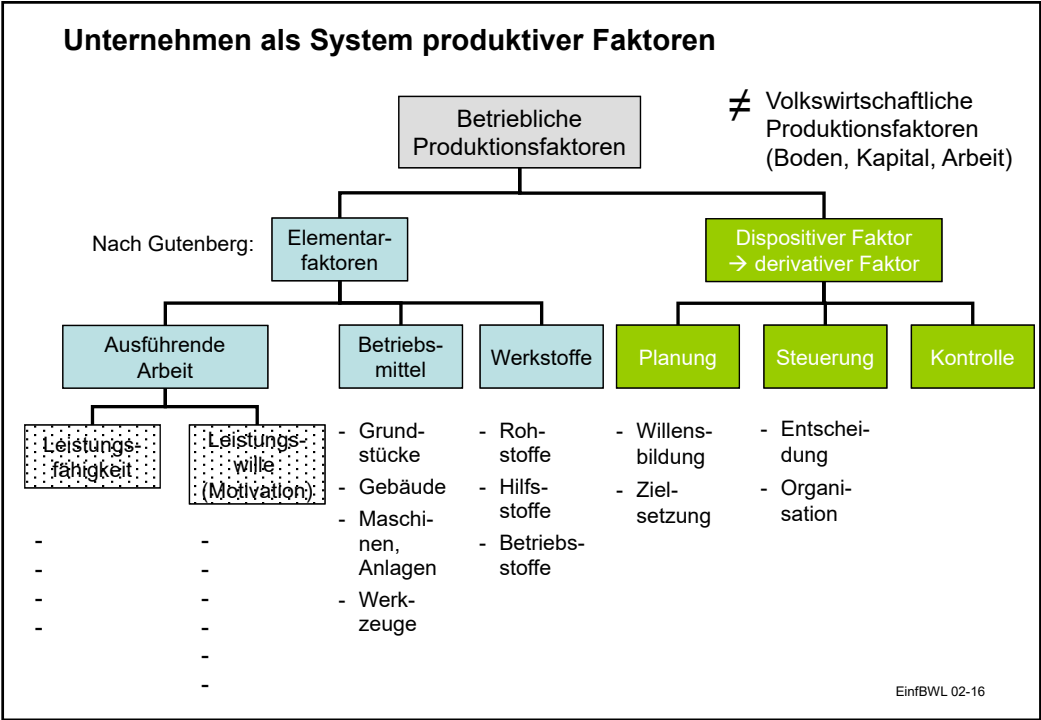 Unternehmen als System produktiver Faktoren
Betriebliche
Produktionsfaktoren
≠ Volkswirtschaftliche
Produktionsfaktoren
(Boden, Kapital, Arbeit)
Nach Gutenberg:
Elementar-
faktoren
Dispositiver Faktor
→ derivativer Faktor
Ausführende
Arbeit
Betriebs-
mittel
Werkstoffe
Planung
Steuerung
Kontrolle
Leistungs-
fähigkeit
Leistungs-
wille
(Motivation)
-
-
-
-
-
-
-
-
-
-
- Grund-
stücke
- Gebäude
- Maschi-
nen,
Anlagen
- Werk-
zeuge
- Roh-
stoffe
- Hilfs-
stoffe
- Betriebs-
stoffe
- Willens-
bildung
- Ziel-
setzung
- Entschei-
dung
- Organi-
sation
EinfBWL 02-16